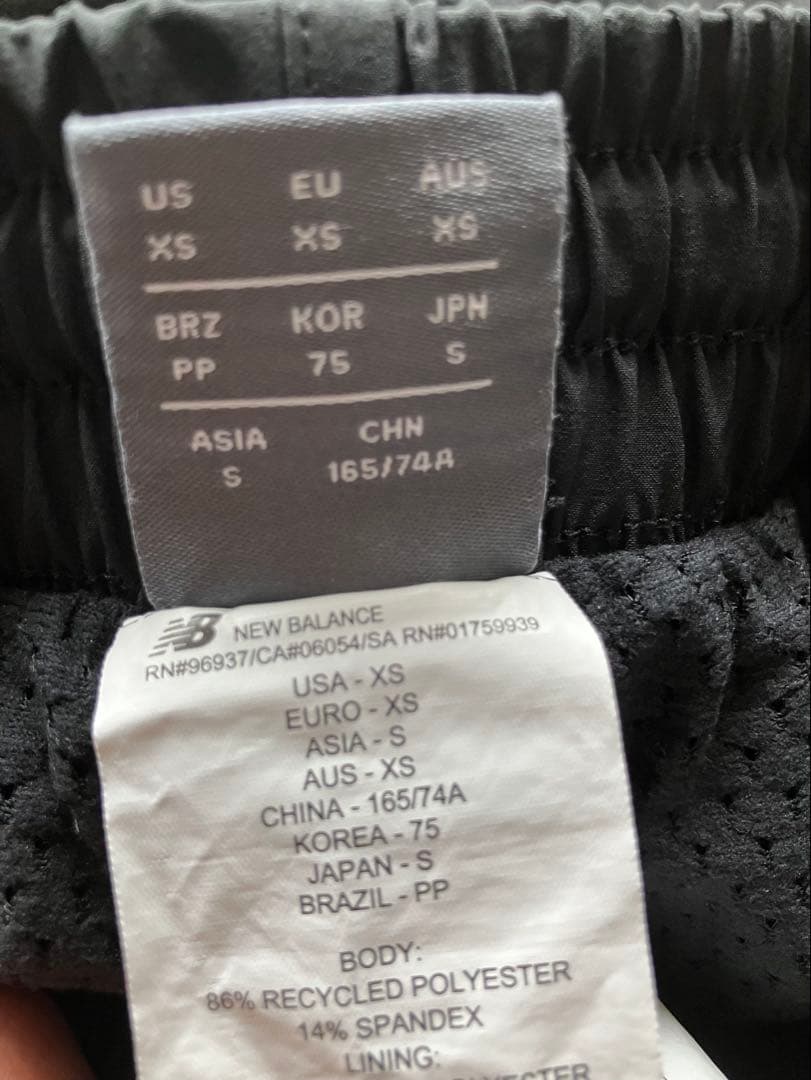 US EU AUS
XS XS XS
BRZ KOR JPN
PP 75 S
ASIA CHN
S 165/74A
NB NEW BALANCE
RN#96937/CA#06054/SA RN#01759939
USA - XS
EURO - XS
ASIA - S
AUS - XS
CHINA - 165/74A
KOREA - 75
JAPAN - S
BRAZIL - PP
BODY:
86% RECYCLED POLYESTER
14% SPANDEX
LINING: